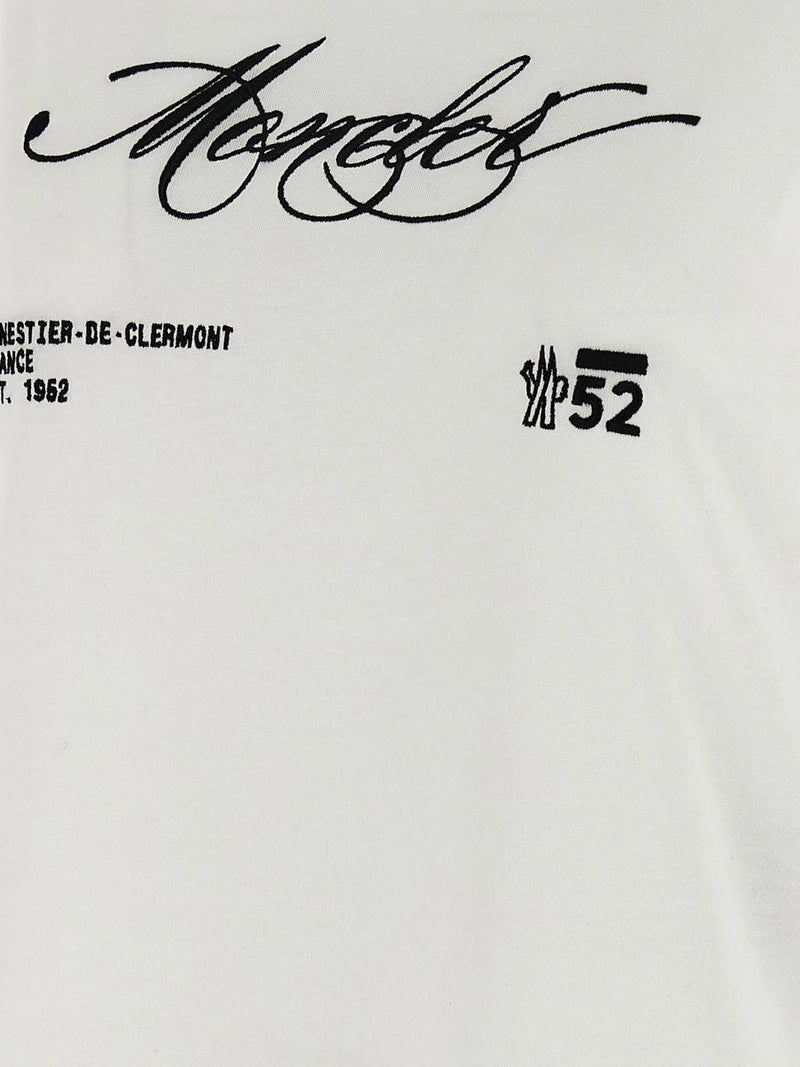 Moncler
NESTIER-DE-CLERMONT
ANCE
T. 1952
52